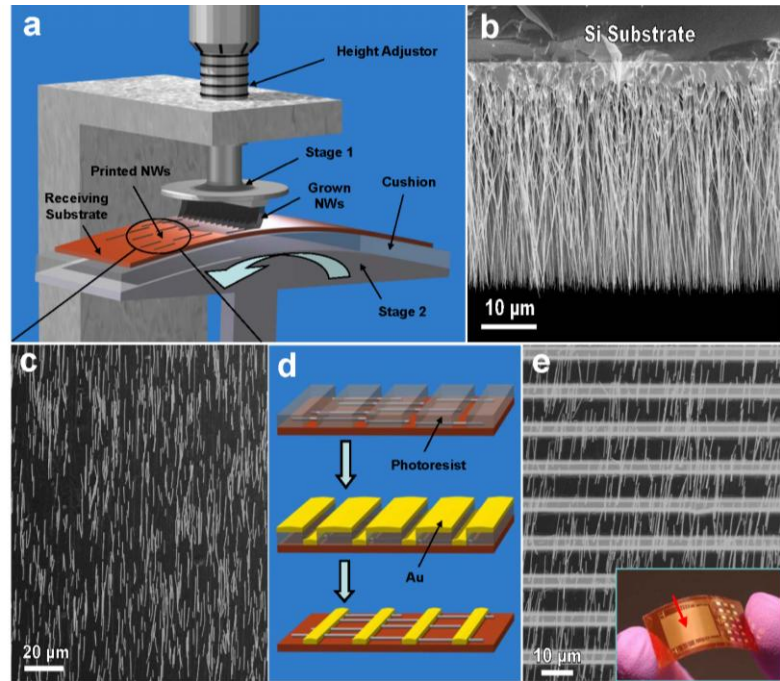 a
Height Adjustor
Stage 1
Printed NWs
Grown
NWs
Cushion
Receiving
Substrate
Stage 2
b
Si Substrate
10 µm
c
20 µm
d
Photoresist
Au
e
10 µm